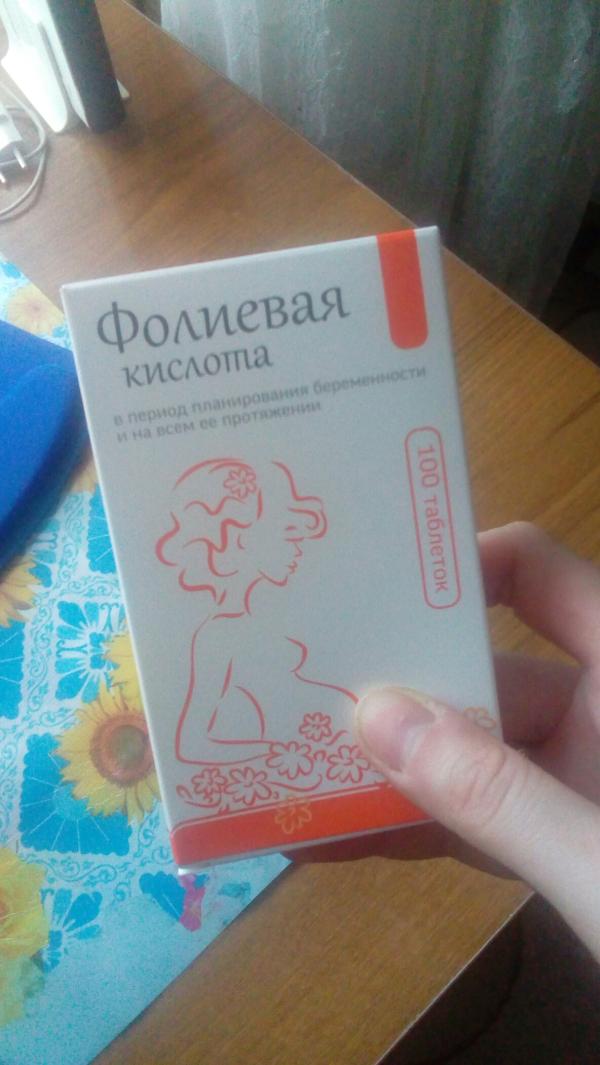 Фолиевая
кислота
в период планирования беременности
и на всем ее протяжении
100 таблеток